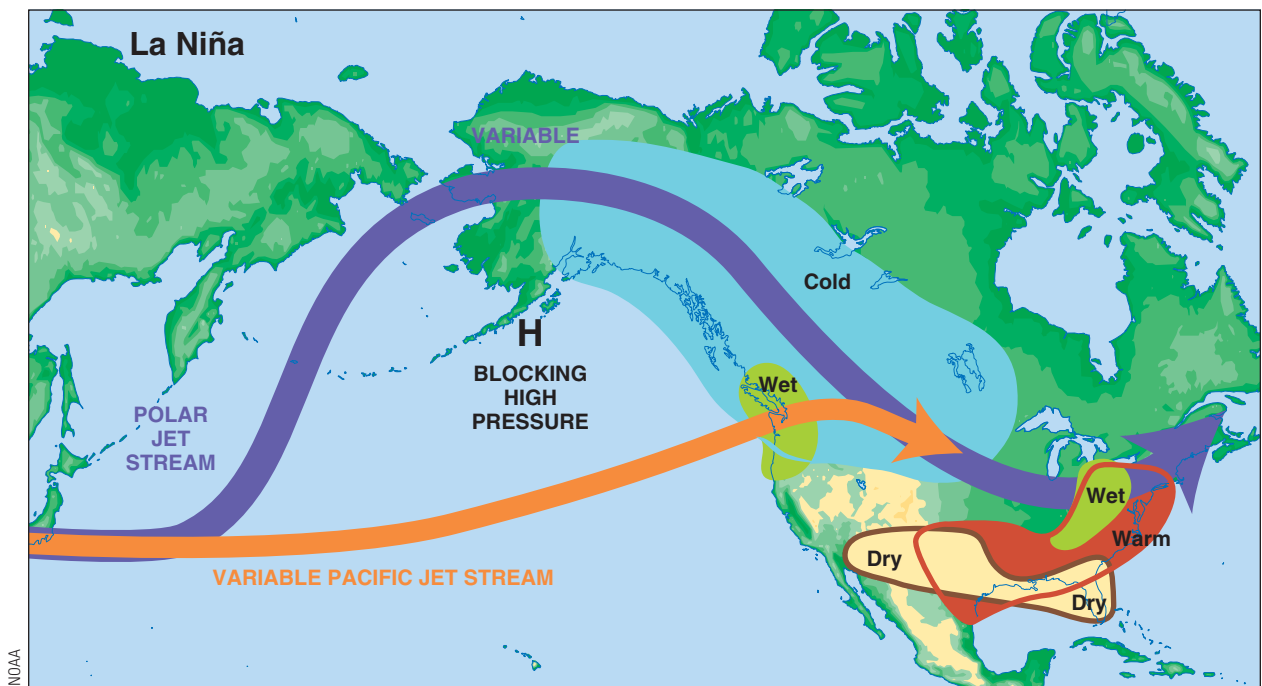 La Niña
VARIABLE
Cold
H
BLOCKING
HIGH
PRESSURE
Wet
POLAR
JET
STREAM
Wet
Warm
Dry
Dry
VARIABLE PACIFIC JET STREAM
NOAA